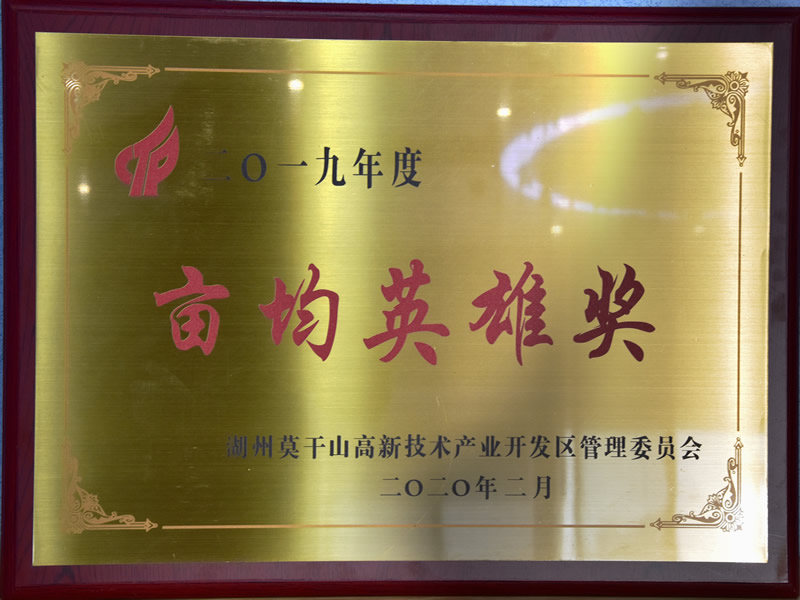 二〇一九年度
亩均英雄奖
湖州莫干山高新技术产业开发区管理委员会
二〇二〇年二月